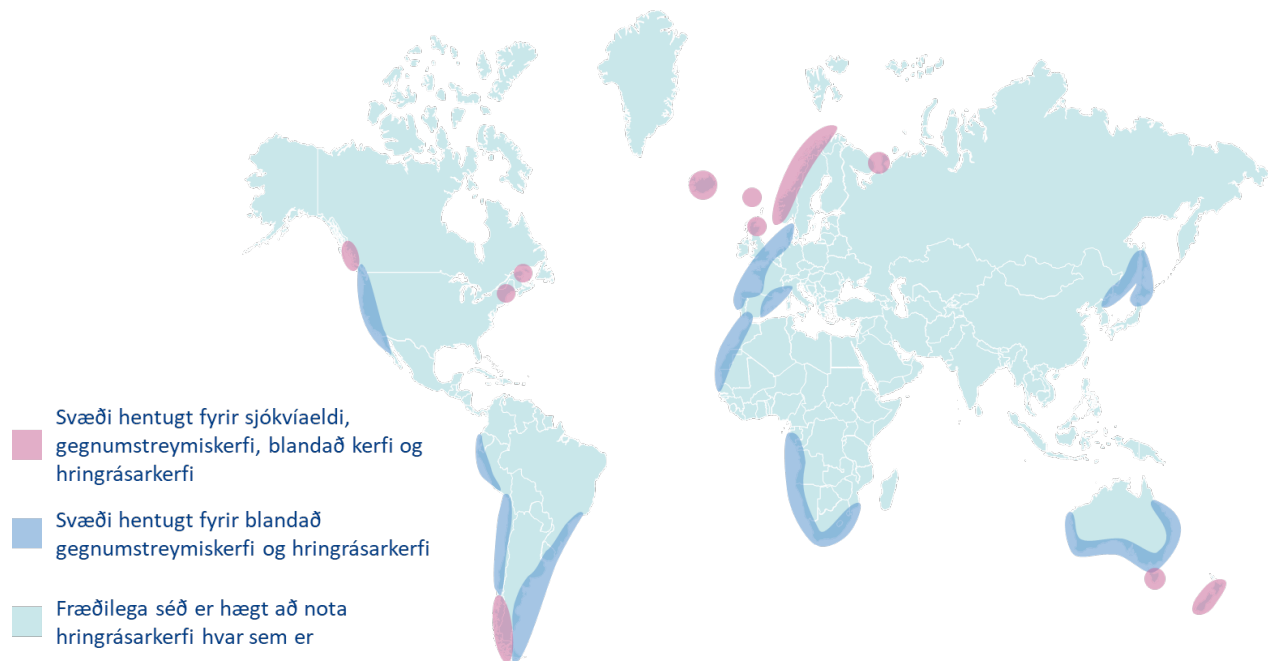 Svæði hentugt fyrir sjókvíaeldi,
gegnumstreymiskerfi, blandað kerfi og
hringrásarkerfi
Svæði hentugt fyrir blandað
gegnumstreymiskerfi og hringrásarkerfi
Fræðilega séð er hægt að nota
hringrásarkerfi hvar sem er